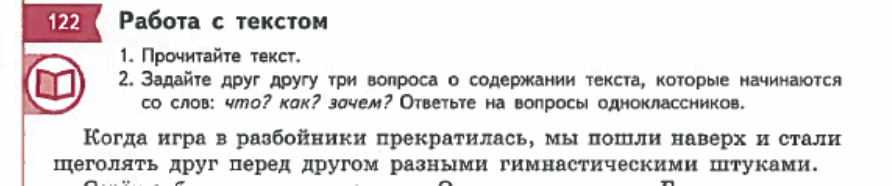 122 Работа с текстом
1. Прочитайте текст.
2. Задайте друг другу три вопроса о содержании текста, которые начинаются
со слов: что? как? зачем? Ответьте на вопросы одноклассников.
Когда игра в разбойники прекратилась, мы пошли наверх и стали
щеголять друг перед другом разными гимнастическими штуками.